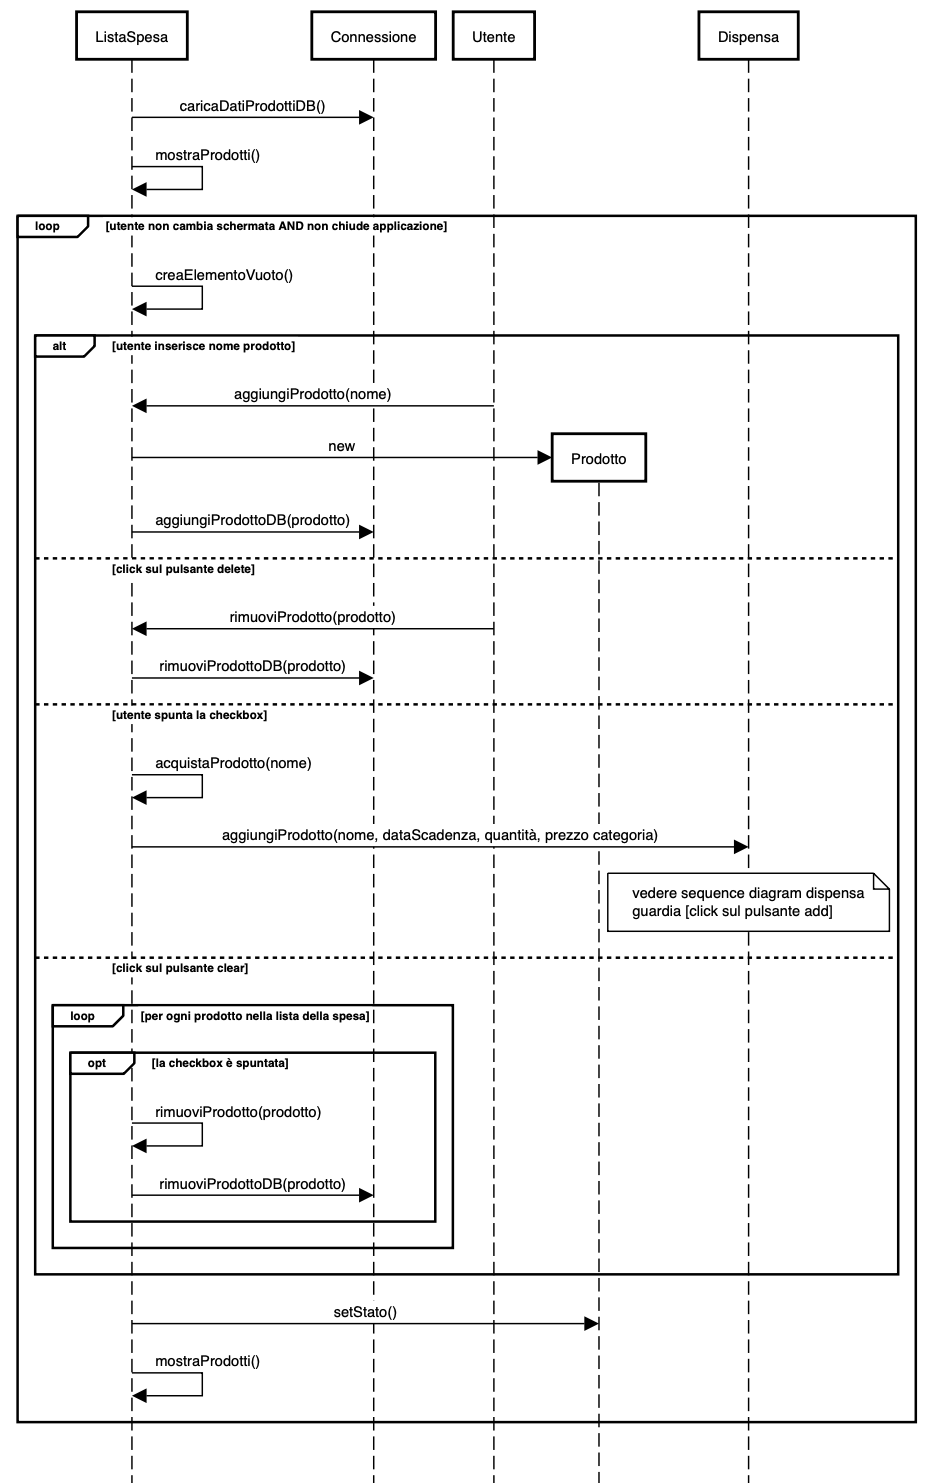 ListaSpesa
Connessione
Utente
Dispensa
caricaDatiProdottiDB()
mostraProdotti()
loop
[utente non cambia schermata AND non chiude applicazione]
creaElementoVuoto()
alt
[utente inserisce nome prodotto]
aggiungiProdotto(nome)
new
Prodotto
aggiungiProdottoDB(prodotto)
[click sul pulsante delete]
rimuoviProdotto(prodotto)
rimuoviProdottoDB(prodotto)
[utente spunta la checkbox]
acquistaProdotto(nome)
aggiungiProdotto(nome, dataScadenza, quantità, prezzo categoria)
vedere sequence diagram dispensa
guardia [click sul pulsante add]
[click sul pulsante clear]
loop
[per ogni prodotto nella lista della spesa]
opt
[la checkbox è spuntata]
rimuoviProdotto(prodotto)
rimuoviProdottoDB(prodotto)
setStato()
mostraProdotti()